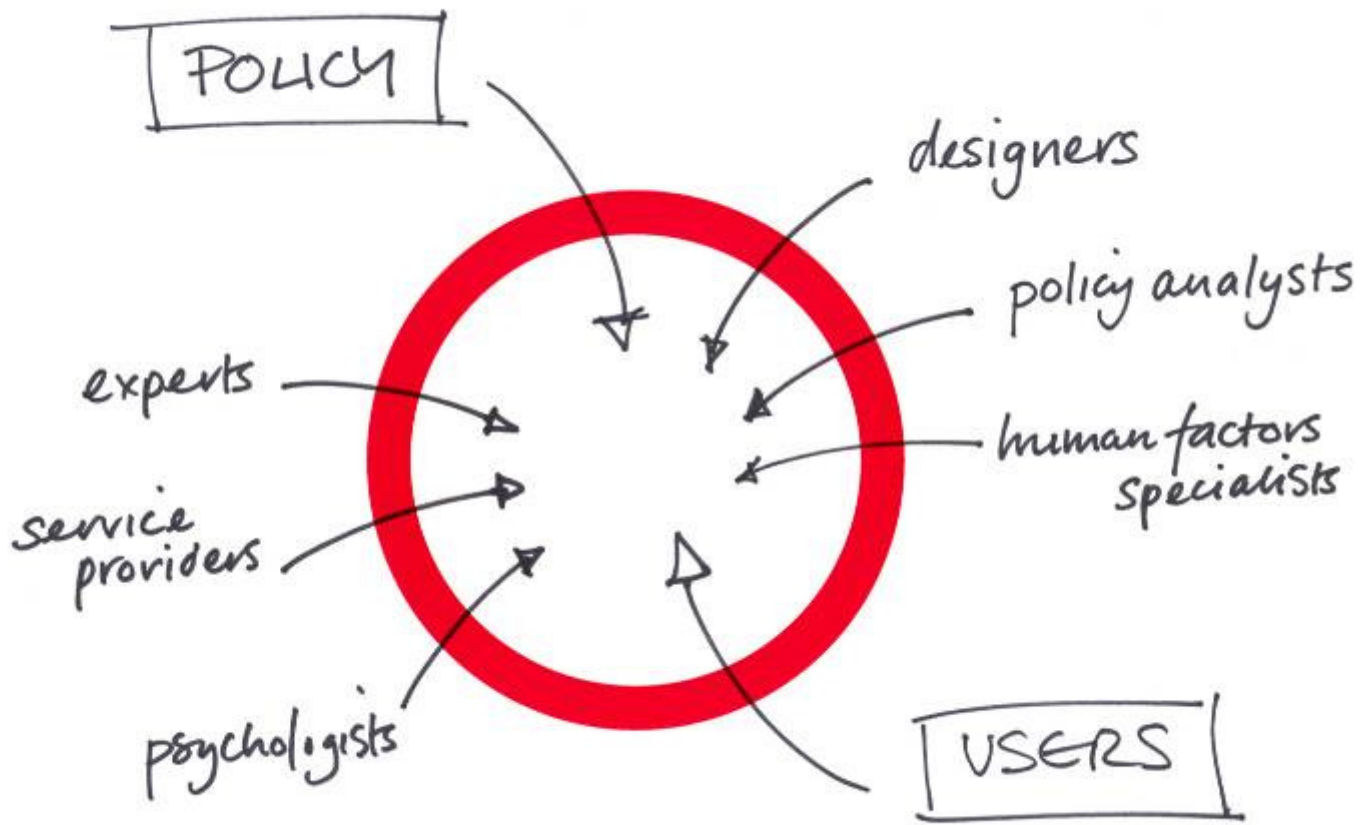 POLICY
designers
policy analysts
experts
human factors
specialists
service
providers
psychologists
USERS